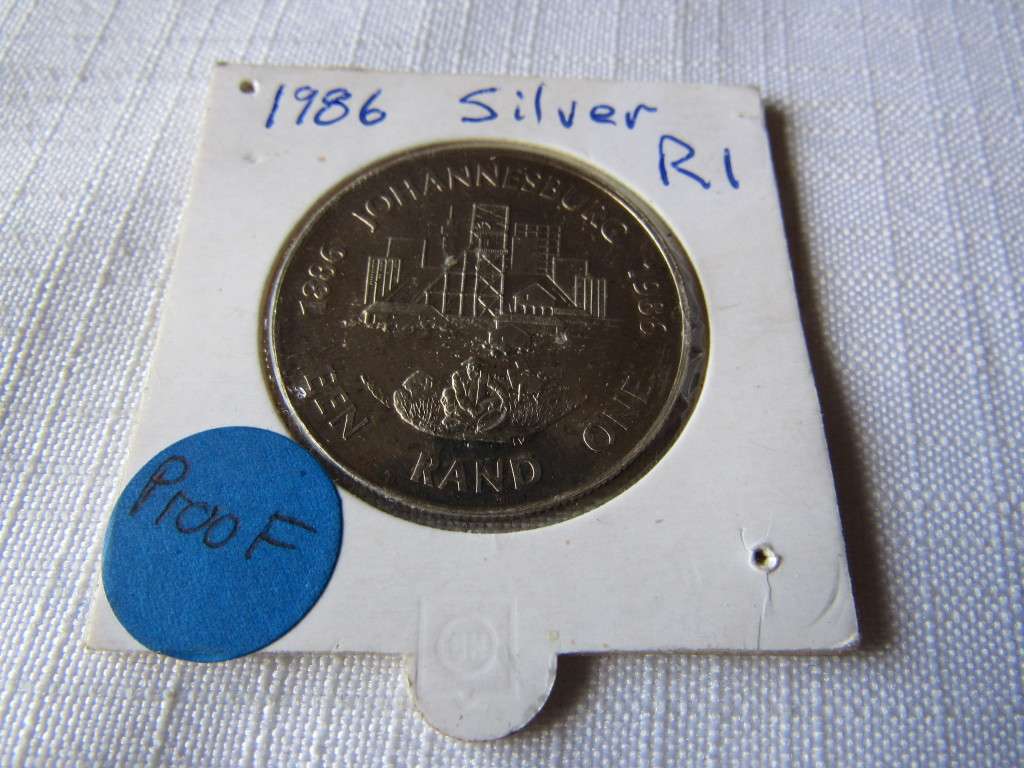 1986 Silver
R1
1886 JOHANNESBURG 1986
EEN RAND ONE
Proof